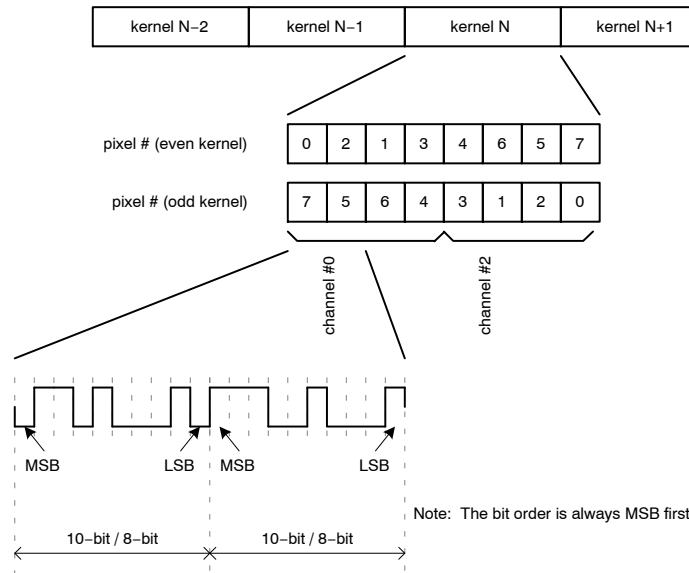 kernel N−2 kernel N−1 kernel N kernel N+1
pixel # (even kernel) 0 2 1 3 4 6 5 7
pixel # (odd kernel) 7 5 6 4 3 1 2 0
channel #0 channel #2
MSB LSB MSB LSB
Note: The bit order is always MSB first
10−bit / 8−bit 10−bit / 8−bit